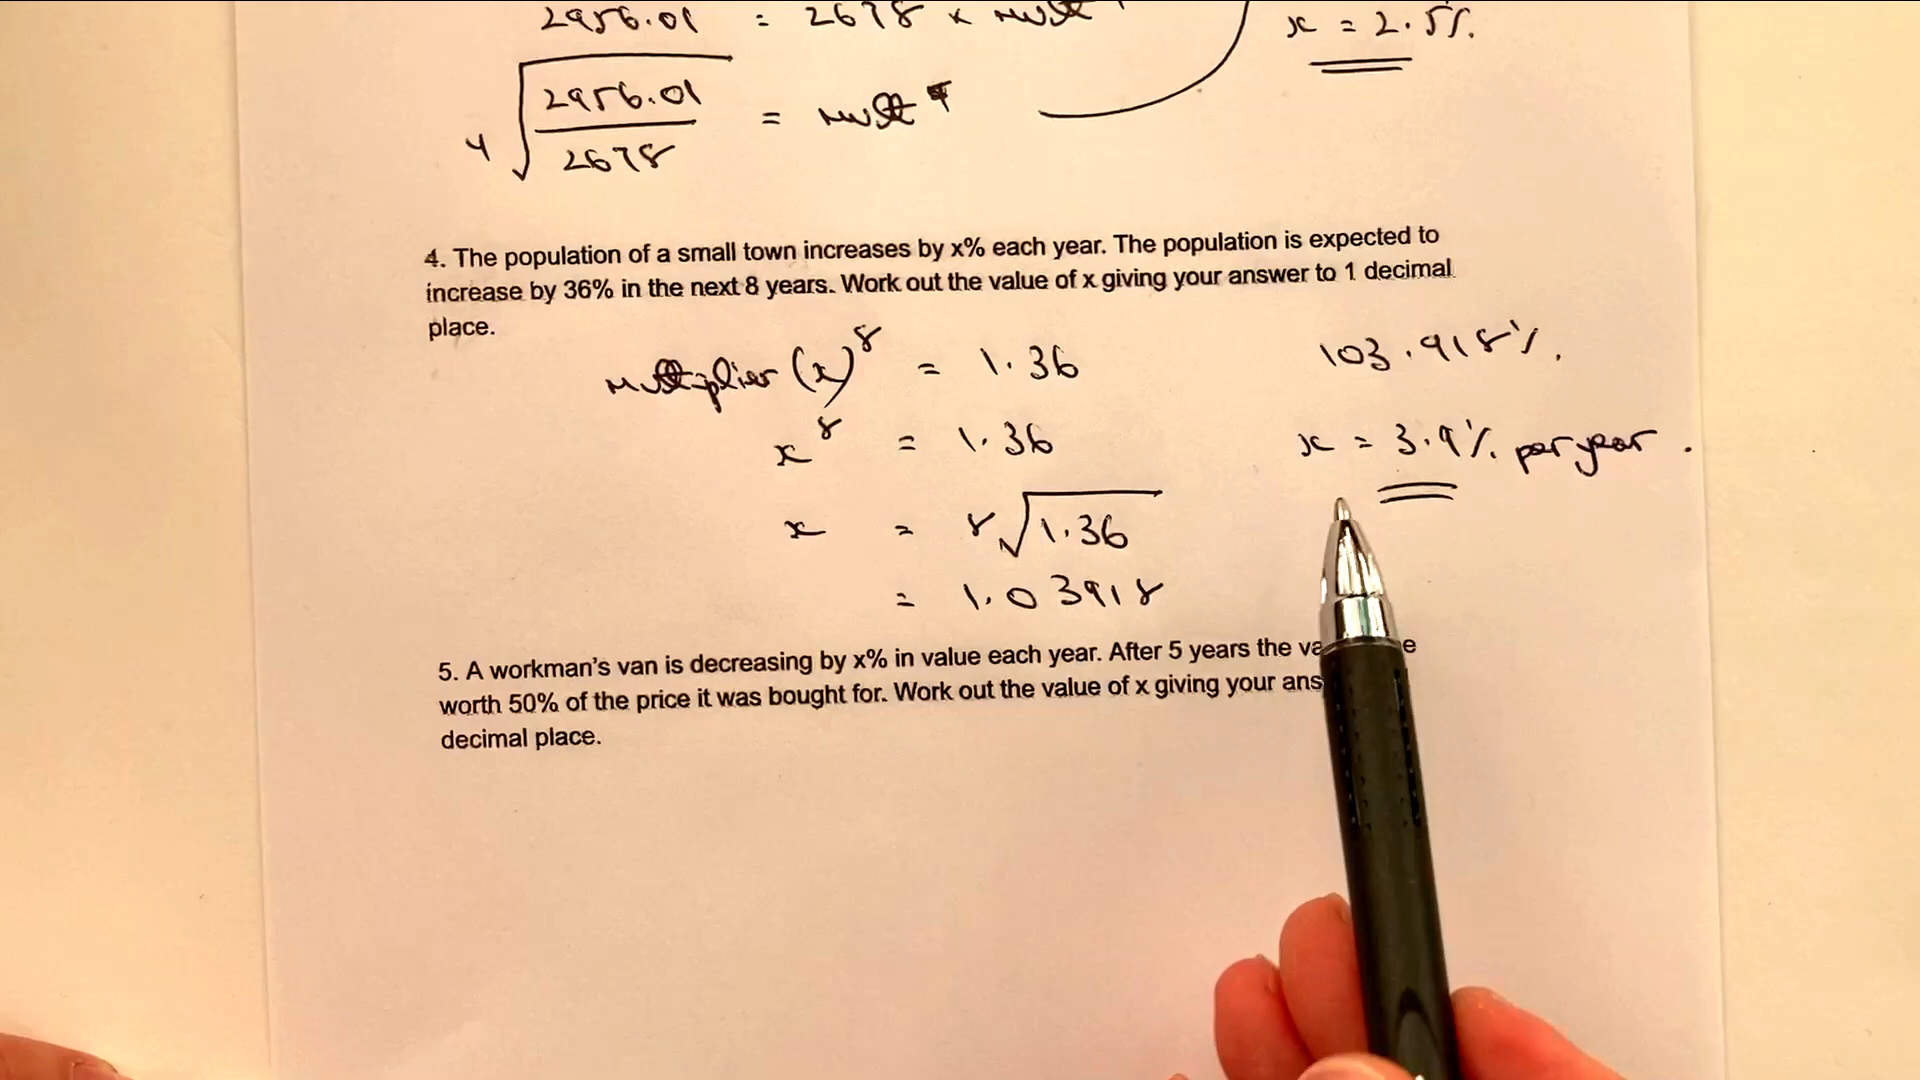 2956.01 = 2678 x mult
x = 2.5%.
4√ 2956.01 / 2678 = mult
4. The population of a small town increases by x% each year. The population is expected to
increase by 36% in the next 8 years. Work out the value of x giving your answer to 1 decimal
place.
multiplier (x)⁸ = 1.36
103.918%.
x⁸ = 1.36
x = 3.9% per year.
x = 8√1.36
= 1.03918
5. A workman's van is decreasing by x% in value each year. After 5 years the
worth 50% of the price it was bought for. Work out the value of x giving your
decimal place.